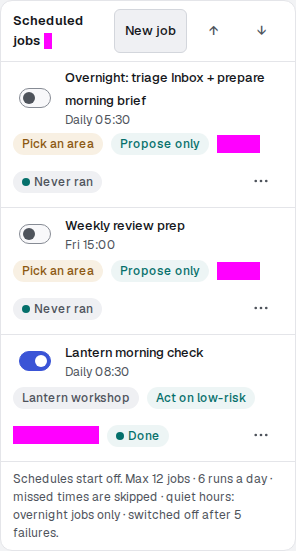 Scheduled
jobs
New job
↑
↓
Overnight: triage Inbox + prepare
morning brief
Daily 05:30
Pick an area
Propose only
Never ran
...
Weekly review prep
Fri 15:00
Pick an area
Propose only
Never ran
...
Lantern morning check
Daily 08:30
Lantern workshop
Act on low-risk
Done
...
Schedules start off. Max 12 jobs · 6 runs a day ·
missed times are skipped · quiet hours:
overnight jobs only · switched off after 5
failures.